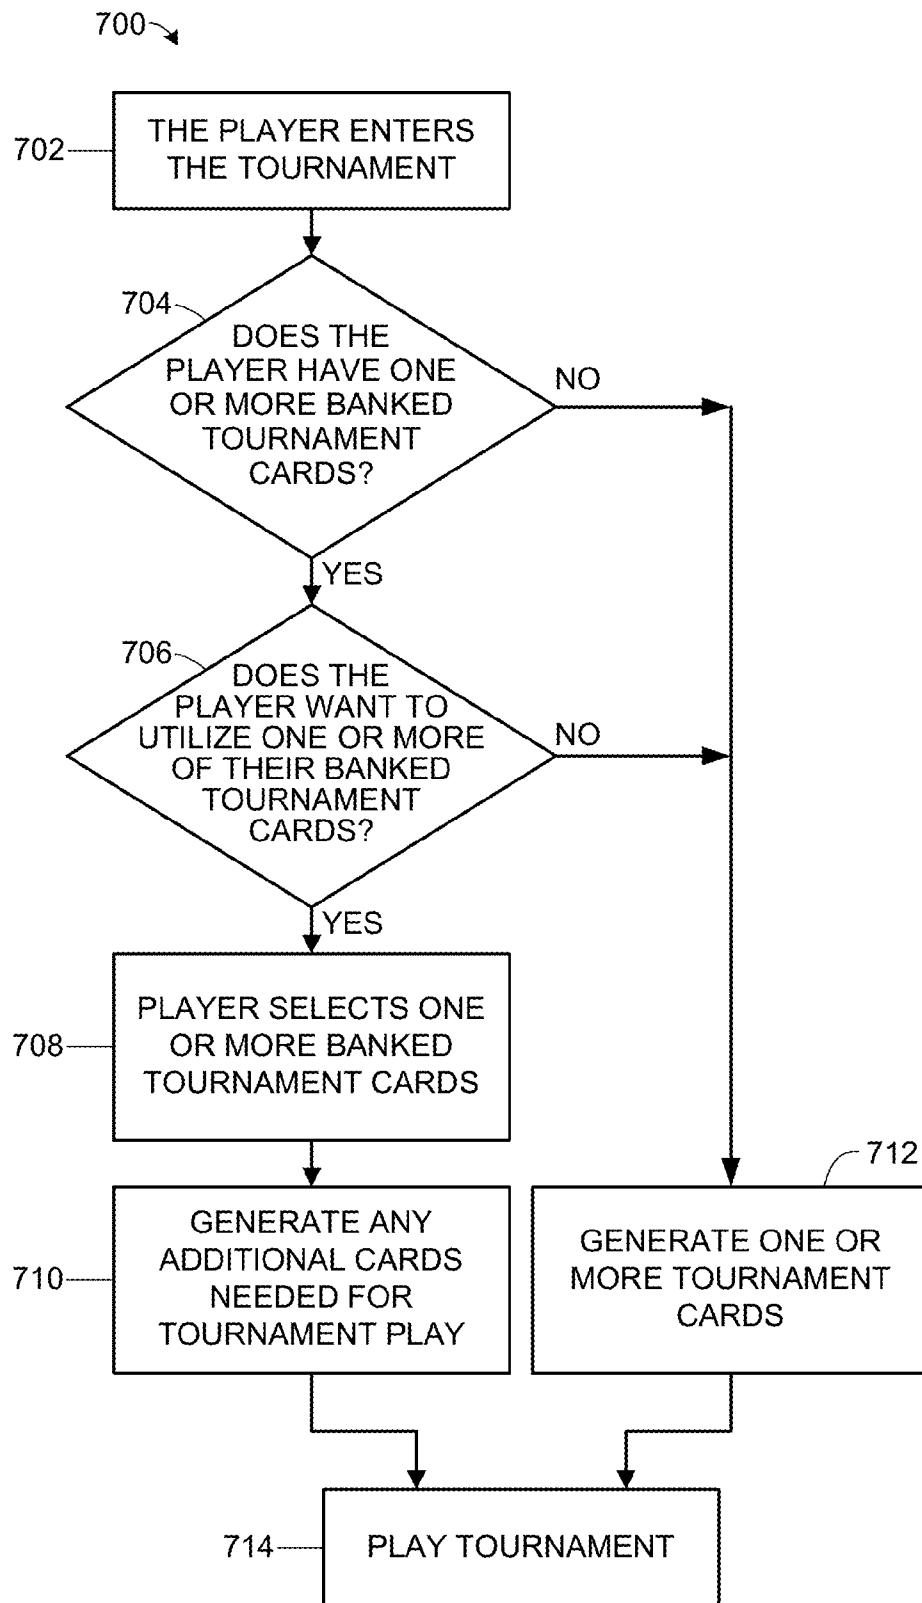 700
702
THE PLAYER ENTERS
THE TOURNAMENT
704
DOES THE
PLAYER HAVE ONE
OR MORE BANKED
TOURNAMENT
CARDS?
NO
YES
706
DOES THE
PLAYER WANT TO
UTILIZE ONE OR MORE
OF THEIR BANKED
TOURNAMENT
CARDS?
NO
YES
708
PLAYER SELECTS ONE
OR MORE BANKED
TOURNAMENT CARDS
710
GENERATE ANY
ADDITIONAL CARDS
NEEDED FOR
TOURNAMENT PLAY
712
GENERATE ONE OR
MORE TOURNAMENT
CARDS
714
PLAY TOURNAMENT